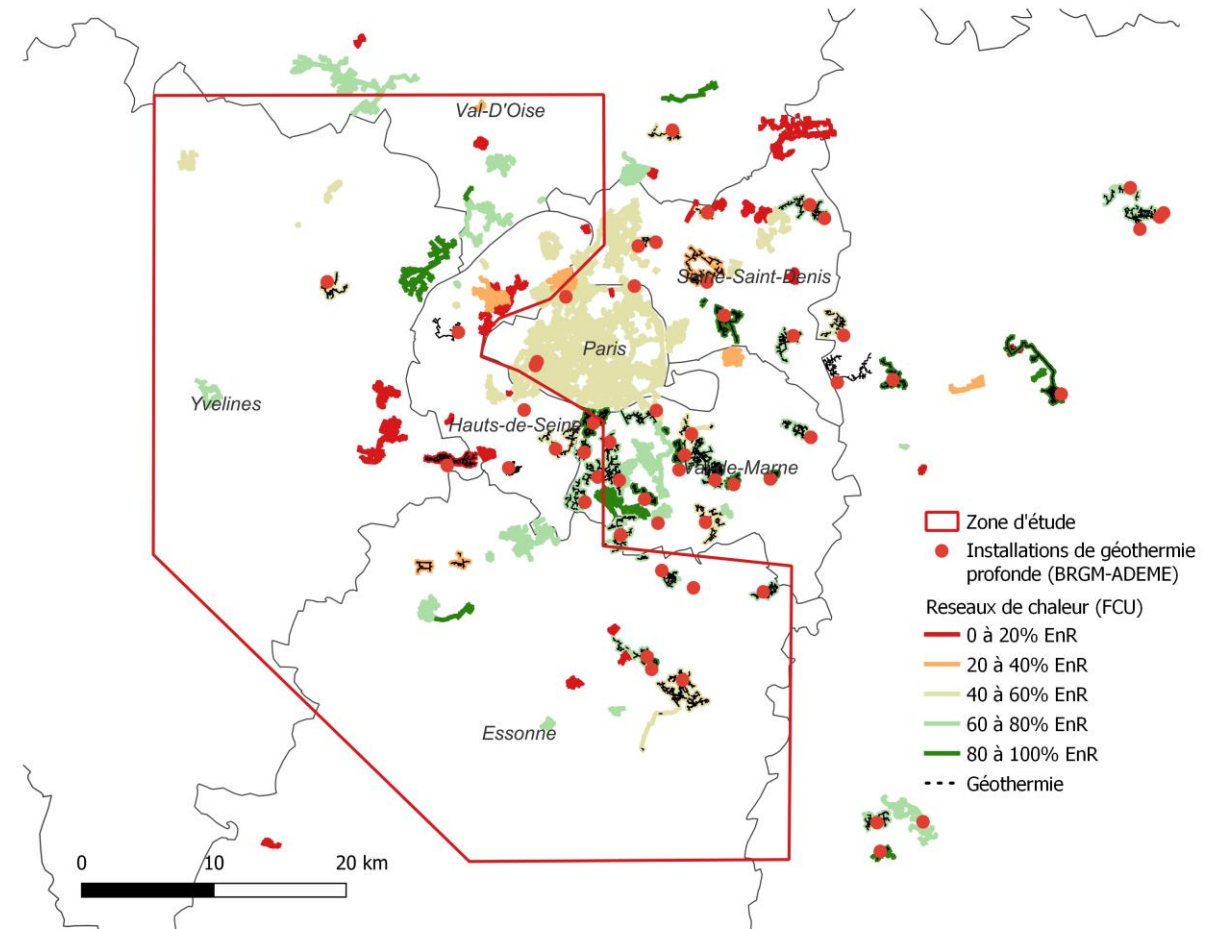 Val-D'Oise
Seine-Saint-Denis
Paris
Yvelines
Hauts-de-Seine
Val-de-Marne
Essonne
Zone d'étude
Installations de géothermie
profonde (BRGM-ADEME)
Reseaux de chaleur (FCU)
0 à 20% EnR
20 à 40% EnR
40 à 60% EnR
60 à 80% EnR
80 à 100% EnR
Géothermie
0 10 20 km